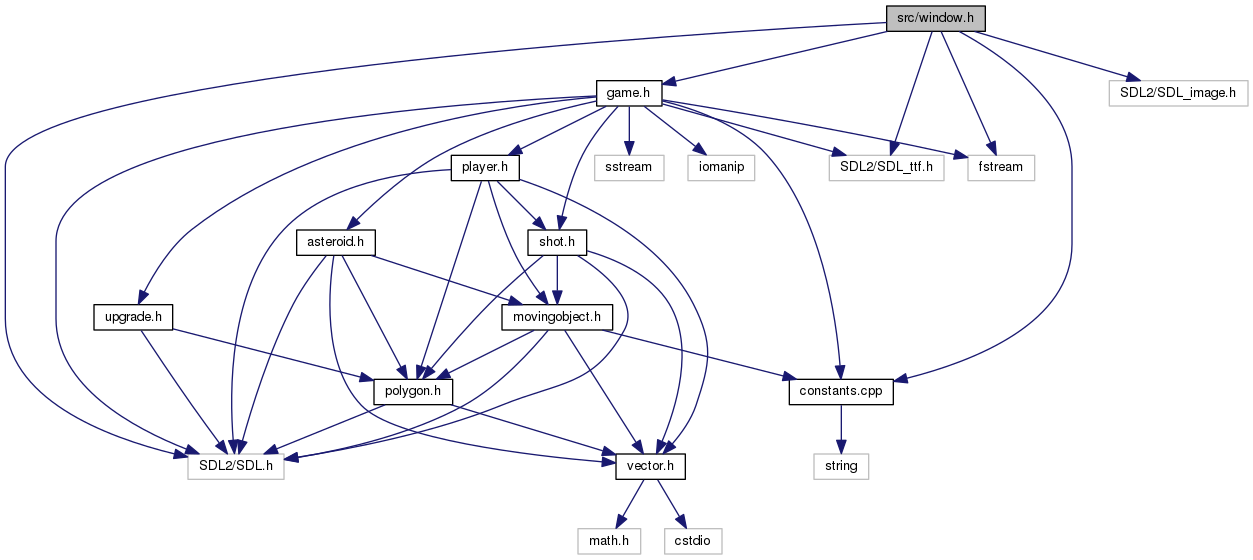 src/window.h
game.h
SDL2/SDL_image.h
player.h
sstream
iomanip
SDL2/SDL_ttf.h
fstream
asteroid.h
shot.h
upgrade.h
movingobject.h
polygon.h
constants.cpp
SDL2/SDL.h
vector.h
string
math.h
cstdio